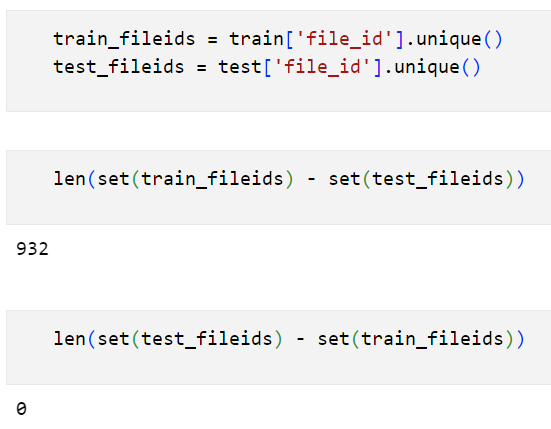 train_fileids = train['file_id'].unique()
test_fileids = test['file_id'].unique()
len(set(train_fileids) - set(test_fileids))
932
len(set(test_fileids) - set(train_fileids))
0